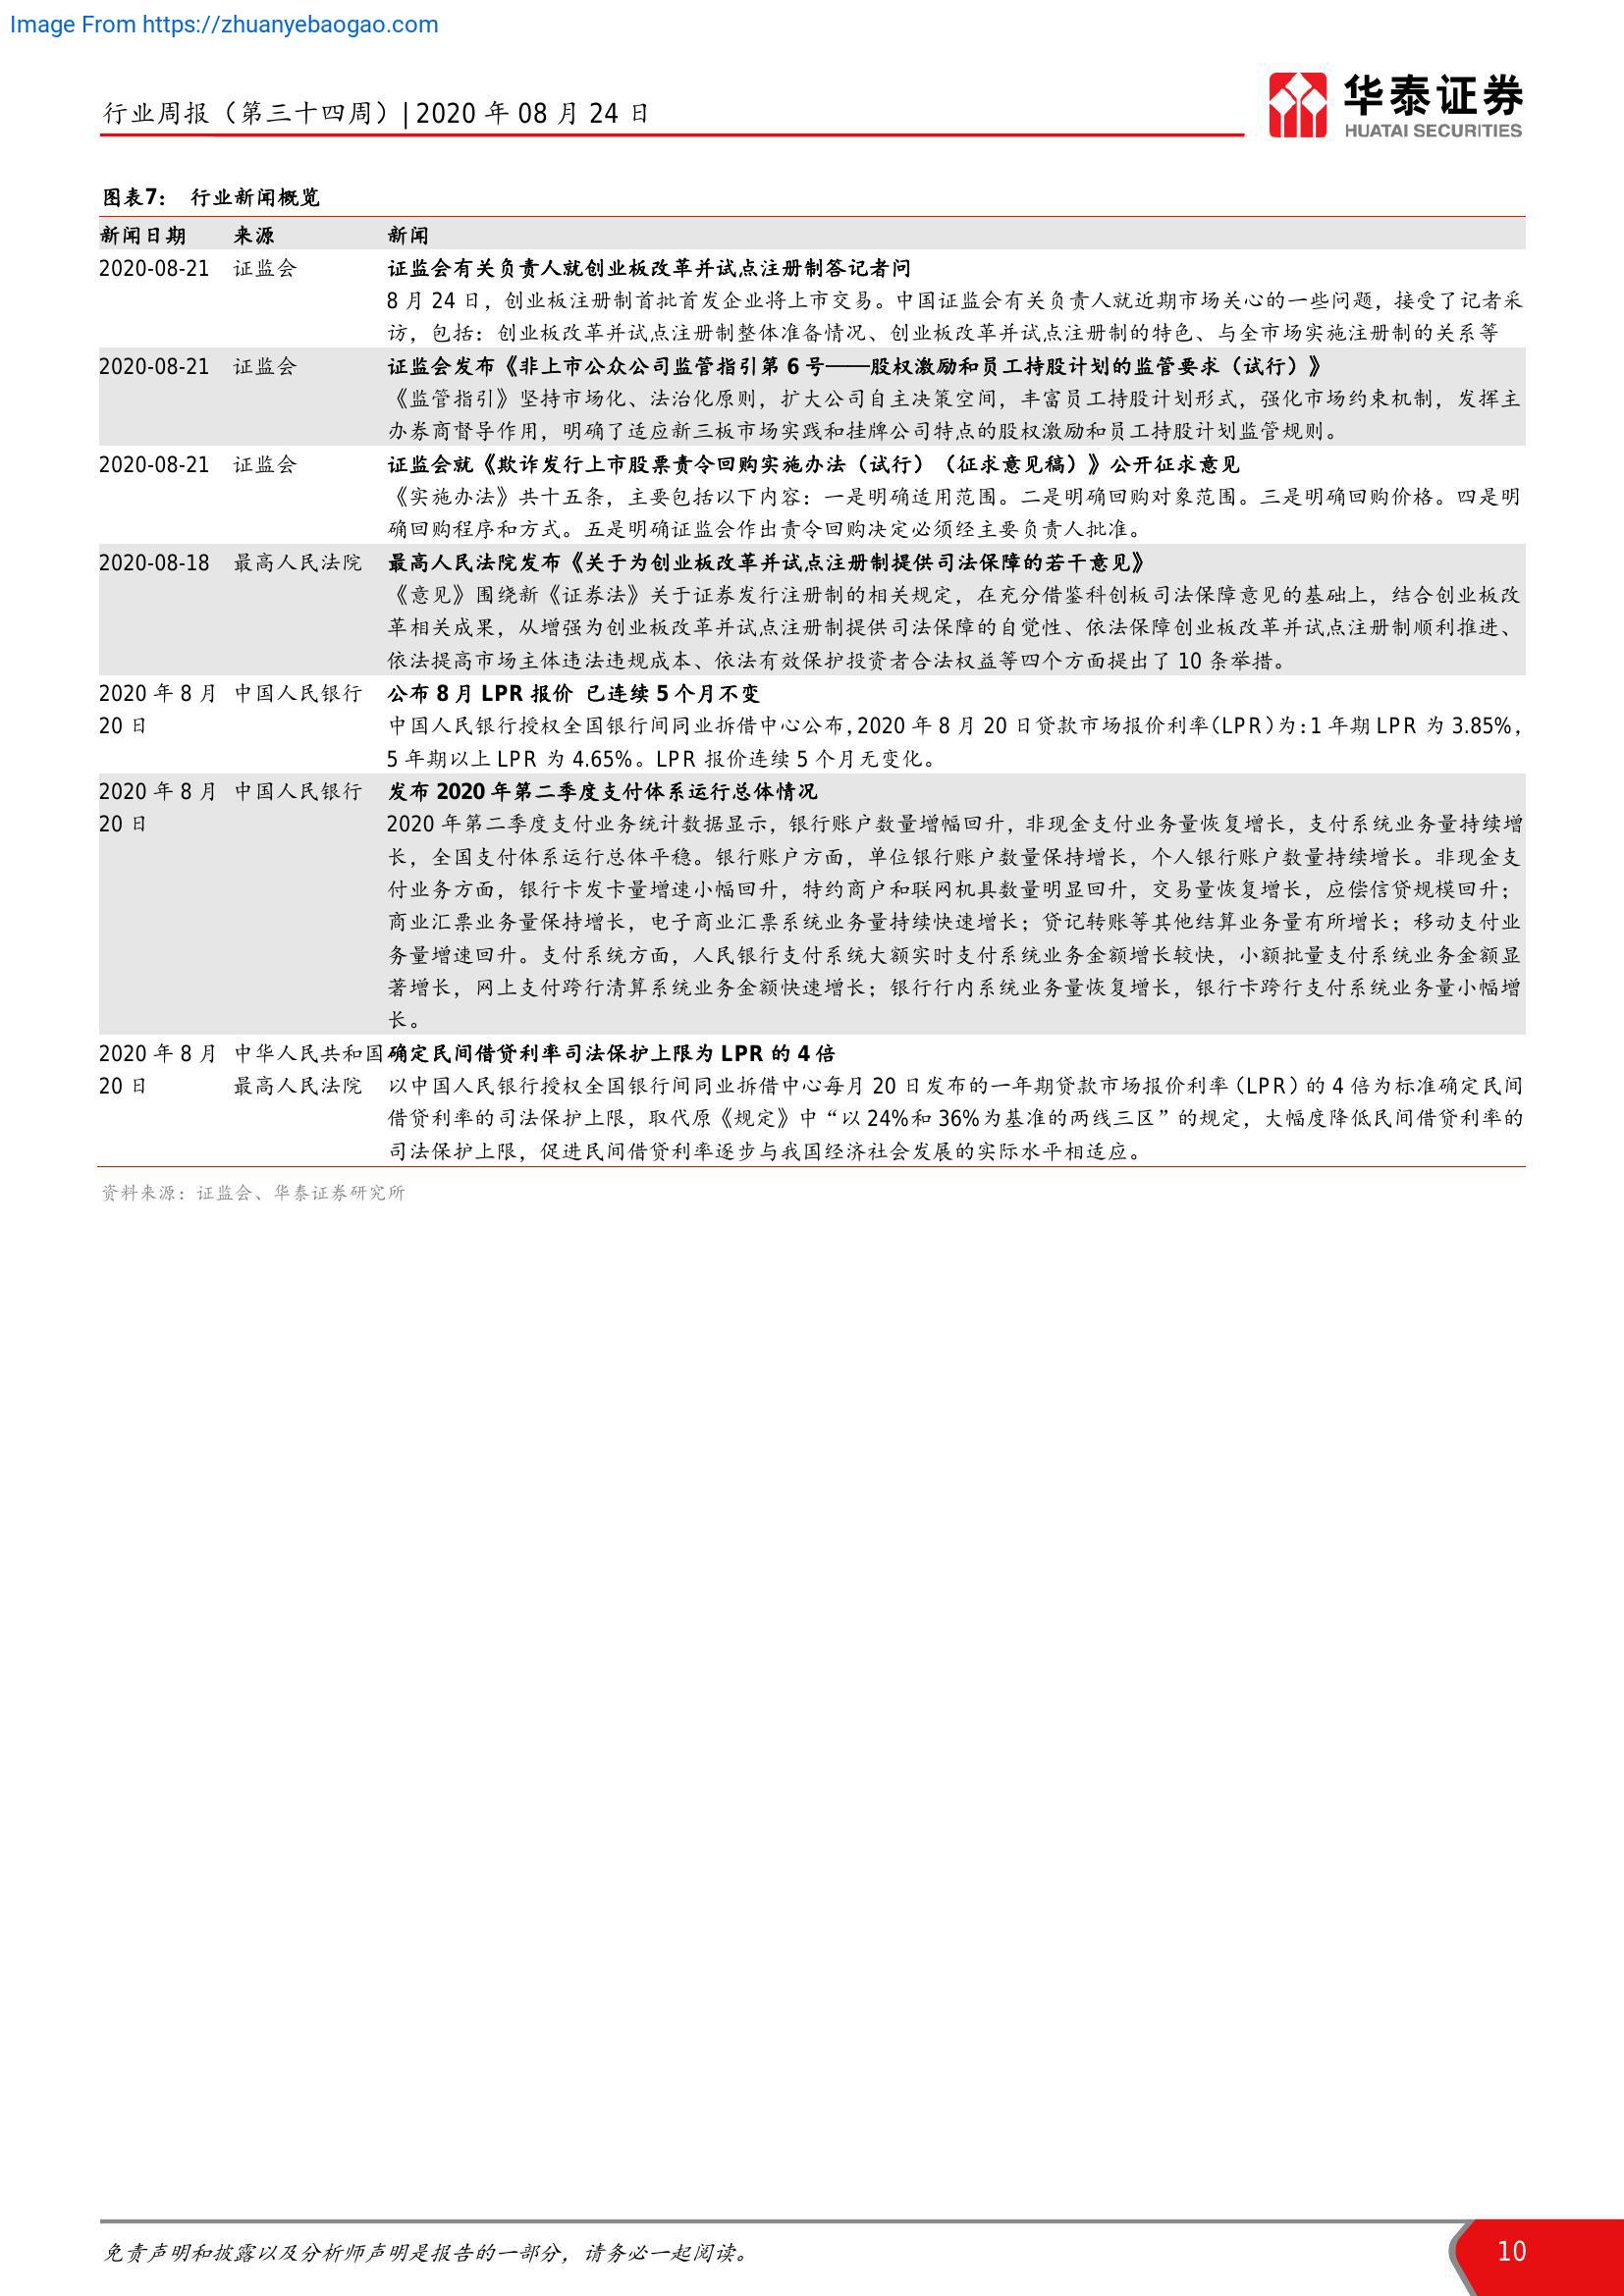 Image From https://zhuanyebaogao.com
行业周报（第三十四周）| 2020 年 08 月 24 日
华泰证券
HUATAI SECURITIES
图表7： 行业新闻概览
新闻日期 来源 新闻
2020-08-21 证监会 证监会有关负责人就创业板改革并试点注册制答记者问
8 月 24 日，创业板注册制首批首发企业将上市交易。中国证监会有关负责人就近期市场关心的一些问题，接受了记者采
访，包括：创业板改革并试点注册制整体准备情况、创业板改革并试点注册制的特色、与全市场实施注册制的关系等
2020-08-21 证监会 证监会发布《非上市公众公司监管指引第 6 号——股权激励和员工持股计划的监管要求（试行）》
《监管指引》坚持市场化、法治化原则，扩大公司自主决策空间，丰富员工持股计划形式，强化市场约束机制，发挥主
办券商督导作用，明确了适应新三板市场实践和挂牌公司特点的股权激励和员工持股计划监管规则。
2020-08-21 证监会 证监会就《欺诈发行上市股票责令回购实施办法（试行）（征求意见稿）》公开征求意见
《实施办法》共十五条，主要包括以下内容：一是明确适用范围。二是明确回购对象范围。三是明确回购价格。四是明
确回购程序和方式。五是明确证监会作出责令回购决定必须经主要负责人批准。
2020-08-18 最高人民法院 最高人民法院发布《关于为创业板改革并试点注册制提供司法保障的若干意见》
《意见》围绕新《证券法》关于证券发行注册制的相关规定，在充分借鉴科创板司法保障意见的基础上，结合创业板改
革相关成果，从增强为创业板改革并试点注册制提供司法保障的自觉性、依法保障创业板改革并试点注册制顺利推进、
依法提高市场主体违法违规成本、依法有效保护投资者合法权益等四个方面提出了 10 条举措。
2020 年 8 月 中国人民银行 公布 8 月 LPR 报价 已连续 5 个月不变
20 日 中国人民银行授权全国银行间同业拆借中心公布，2020 年 8 月 20 日贷款市场报价利率（LPR）为：1 年期 LPR 为 3.85%，
5 年期以上 LPR 为 4.65%。LPR 报价连续 5 个月无变化。
2020 年 8 月 中国人民银行 发布 2020 年第二季度支付体系运行总体情况
20 日 2020 年第二季度支付业务统计数据显示，银行账户数量增幅回升，非现金支付业务量恢复增长，支付系统业务量持续增
长，全国支付体系运行总体平稳。银行账户方面，单位银行账户数量保持增长，个人银行账户数量持续增长。非现金支
付业务方面，银行卡发卡量增速小幅回升，特约商户和联网机具数量明显回升，交易量恢复增长，应偿信贷规模回升；
商业汇票业务量保持增长，电子商业汇票系统业务量持续快速增长；贷记转账等其他结算业务量有所增长；移动支付业
务量增速回升。支付系统方面，人民银行支付系统大额实时支付系统业务金额增长较快，小额批量支付系统业务金额显
著增长，网上支付跨行清算系统业务金额快速增长；银行行内系统业务量恢复增长，银行卡跨行支付系统业务量小幅增
长。
2020 年 8 月 中华人民共和国 确定民间借贷利率司法保护上限为 LPR 的 4 倍
20 日 最高人民法院 以中国人民银行授权全国银行间同业拆借中心每月 20 日发布的一年期贷款市场报价利率（LPR）的 4 倍为标准确定民间
借贷利率的司法保护上限，取代原《规定》中“以 24%和 36%为基准的两线三区”的规定，大幅度降低民间借贷利率的
司法保护上限，促进民间借贷利率逐步与我国经济社会发展的实际水平相适应。
资料来源：证监会、华泰证券研究所
免责声明和披露以及分析师声明是报告的一部分，请务必一起阅读。
10